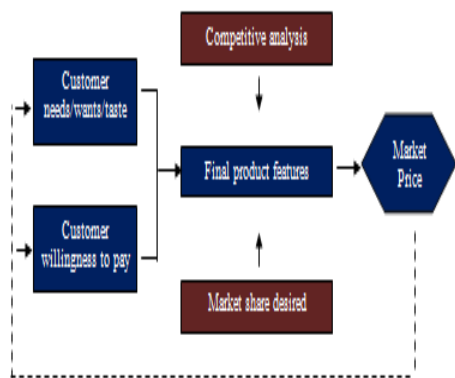 Competitive analysis
Customer
needs/wants/taste
Final product features
Market
Price
Customer
willingness to pay
Market share desired